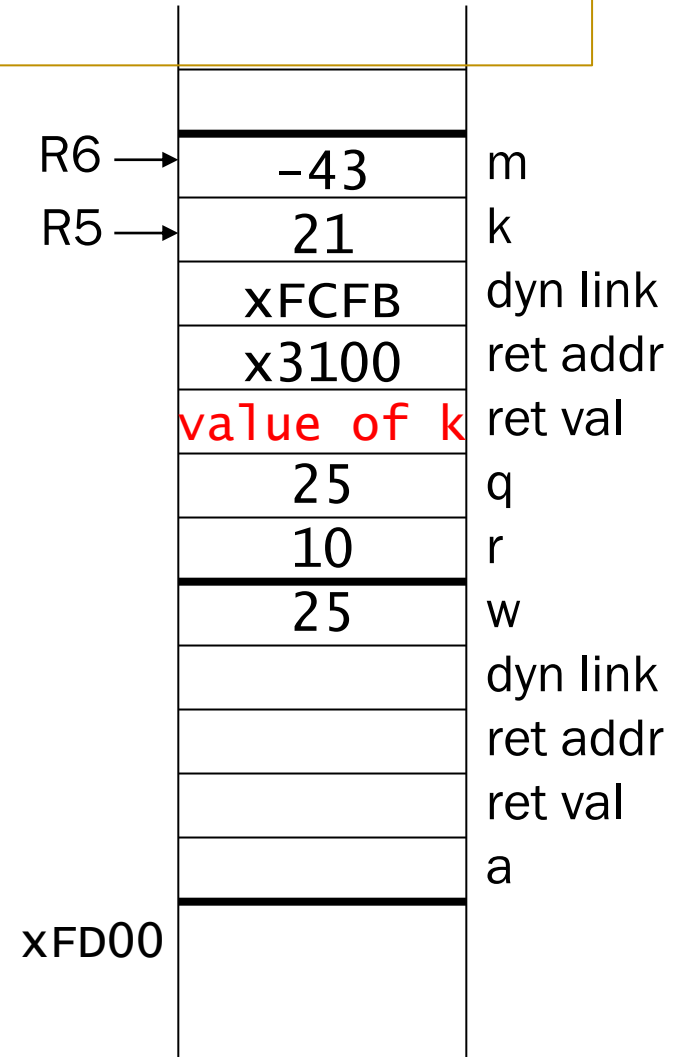 R6 -43 m
R5 21 k
xFCFB dyn link
x3100 ret addr
value of k ret val
25 q
10 r
25 w
dyn link
ret addr
ret val
a
xFD00